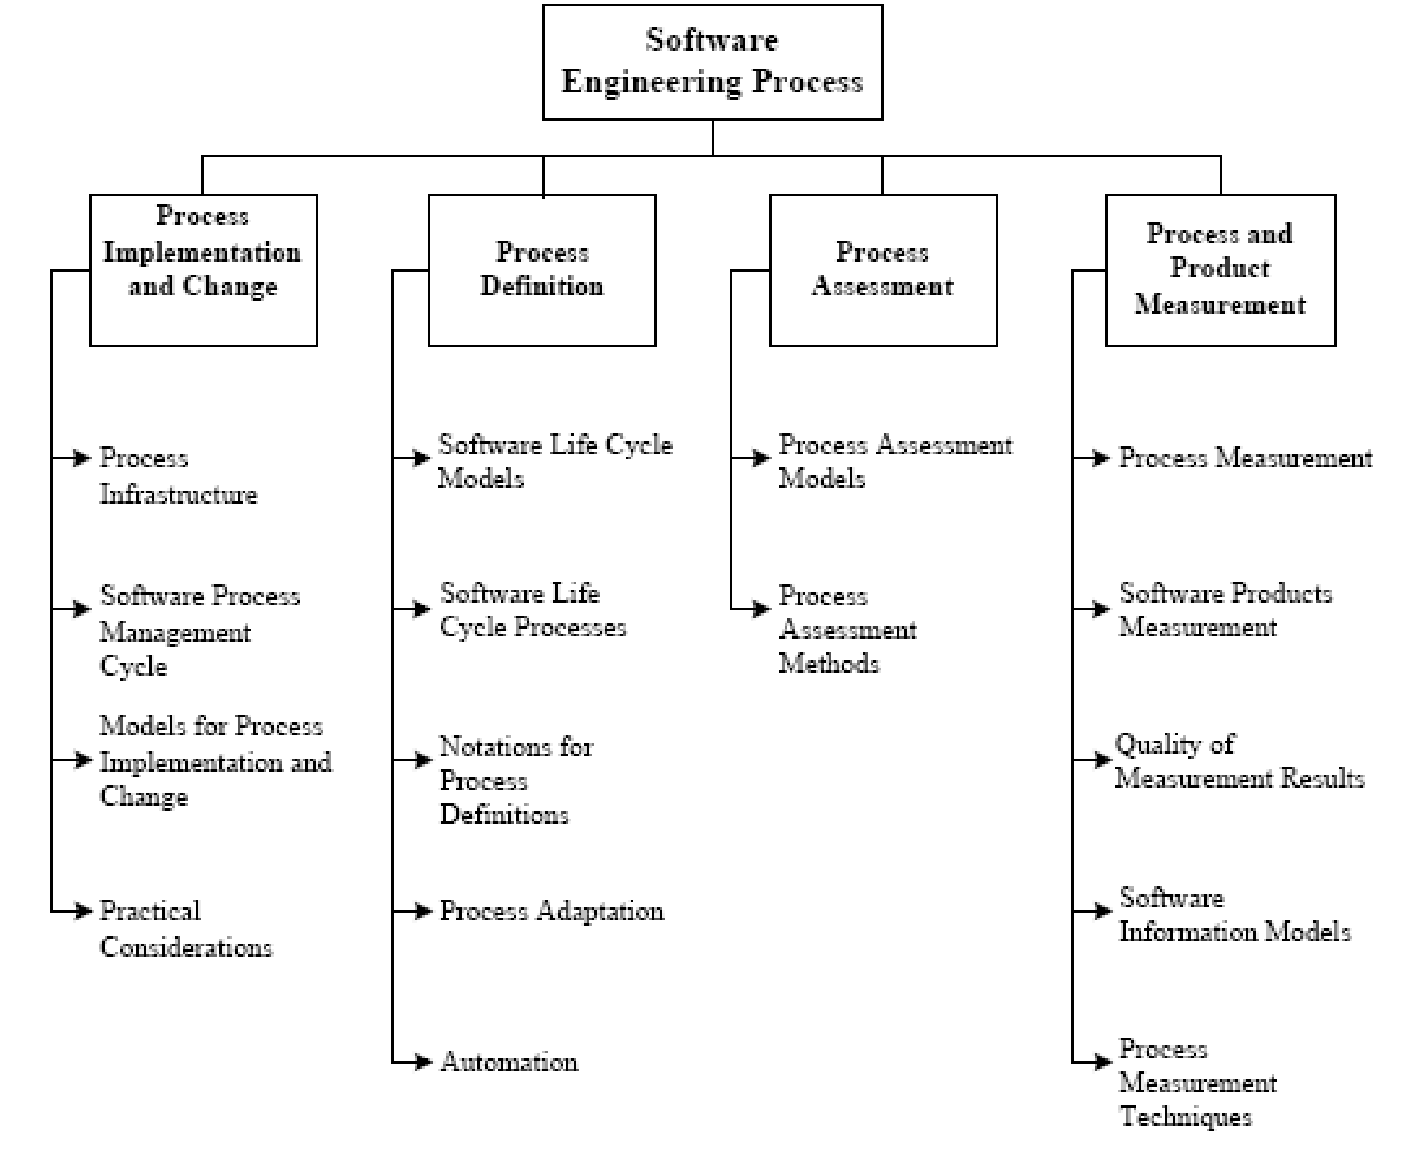 Software
Engineering Process
Process
Implementation
and Change
Process
Definition
Process
Assessment
Process and
Product
Measurement
Process
Infrastructure
Software Process
Management
Cycle
Models for Process
Implementation and
Change
Practical
Considerations
Software Life Cycle
Models
Software Life
Cycle Processes
Notations for
Process
Definitions
Process Adaptation
Automation
Process Assessment
Models
Process
Assessment
Methods
Process Measurement
Software Products
Measurement
Quality of
Measurement Results
Software
Information Models
Process
Measurement
Techniques